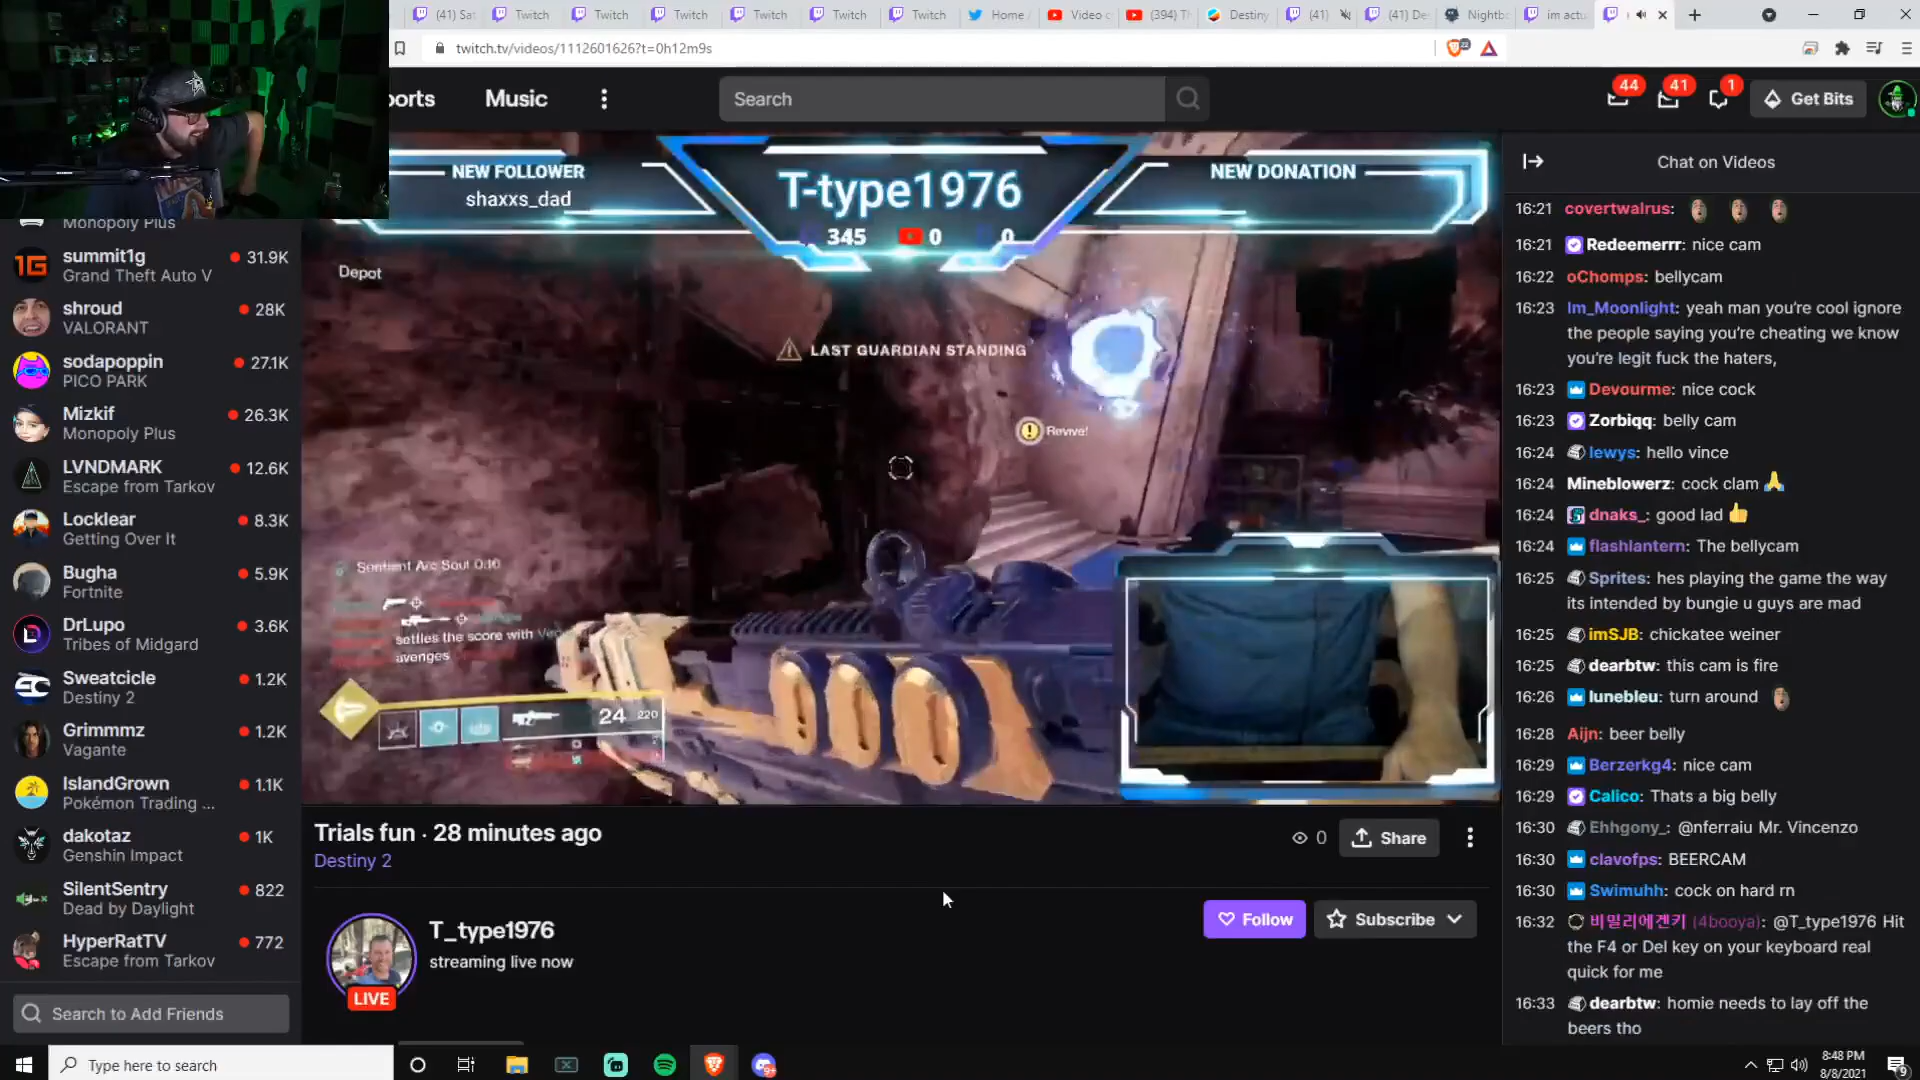 (41) Sat
Twitch
Twitch
Twitch
Twitch
Twitch
Twitch
Home /
Video c
(394) Th
Destiny
(41)
(41) Des
Nightb
im actu
twitch.tv/videos/1112601626?t=0h12m9s
22
ports
Music
Search
44
41
1
Get Bits
NEW FOLLOWER
shaxxs_dad
T-type1976
345
0
0
NEW DONATION
Depot
LAST GUARDIAN STANDING
Revive!
Sentient Arc Soul 0:16
settles the score with
avenges
24
220
Monopoly Plus
summit1g
31.9K
Grand Theft Auto V
shroud
28K
VALORANT
sodapoppin
27.1K
PICO PARK
Mizkif
26.3K
Monopoly Plus
LVNDMARK
12.6K
Escape from Tarkov
Locklear
8.3K
Getting Over It
Bugha
5.9K
Fortnite
DrLupo
3.6K
Tribes of Midgard
Sweatcicle
1.2K
Destiny 2
Grimmmz
1.2K
Vagante
IslandGrown
1.1K
Pokémon Trading ...
dakotaz
1K
Genshin Impact
SilentSentry
822
Dead by Daylight
HyperRatTV
772
Escape from Tarkov
Search to Add Friends
Trials fun · 28 minutes ago
Destiny 2
0
Share
T_type1976
streaming live now
LIVE
Follow
Subscribe
Chat on Videos
16:21 covertwalrus:
16:21 Redeemerrr: nice cam
16:22 oChomps: bellycam
16:23 Im_Moonlight: yeah man you're cool ignore
the people saying you're cheating we know
you're legit fuck the haters,
16:23 Devourme: nice cock
16:23 Zorbiqq: belly cam
16:24 lewys: hello vince
16:24 Mineblowerz: cock clam 🙏
16:24 dnaks_: good lad 👍
16:24 flashlantern: The bellycam
16:25 Sprites: hes playing the game the way
its intended by bungie u guys are mad
16:25 imSJB: chickatee weiner
16:25 dearbtw: this cam is fire
16:26 lunebleu: turn around
16:28 Aijn: beer belly
16:29 Berzerkg4: nice cam
16:29 Calico: Thats a big belly
16:30 Ehhgony_: @nferraiu Mr. Vincenzo
16:30 clavofps: BEERCAM
16:30 Swimuhh: cock on hard rn
16:32 비밀리에겐키 (4booya): @T_type1976 Hit
the F4 or Del key on your keyboard real
quick for me
16:33 dearbtw: homie needs to lay off the
beers tho
Type here to search
9+
8:48 PM
8/8/2021
9